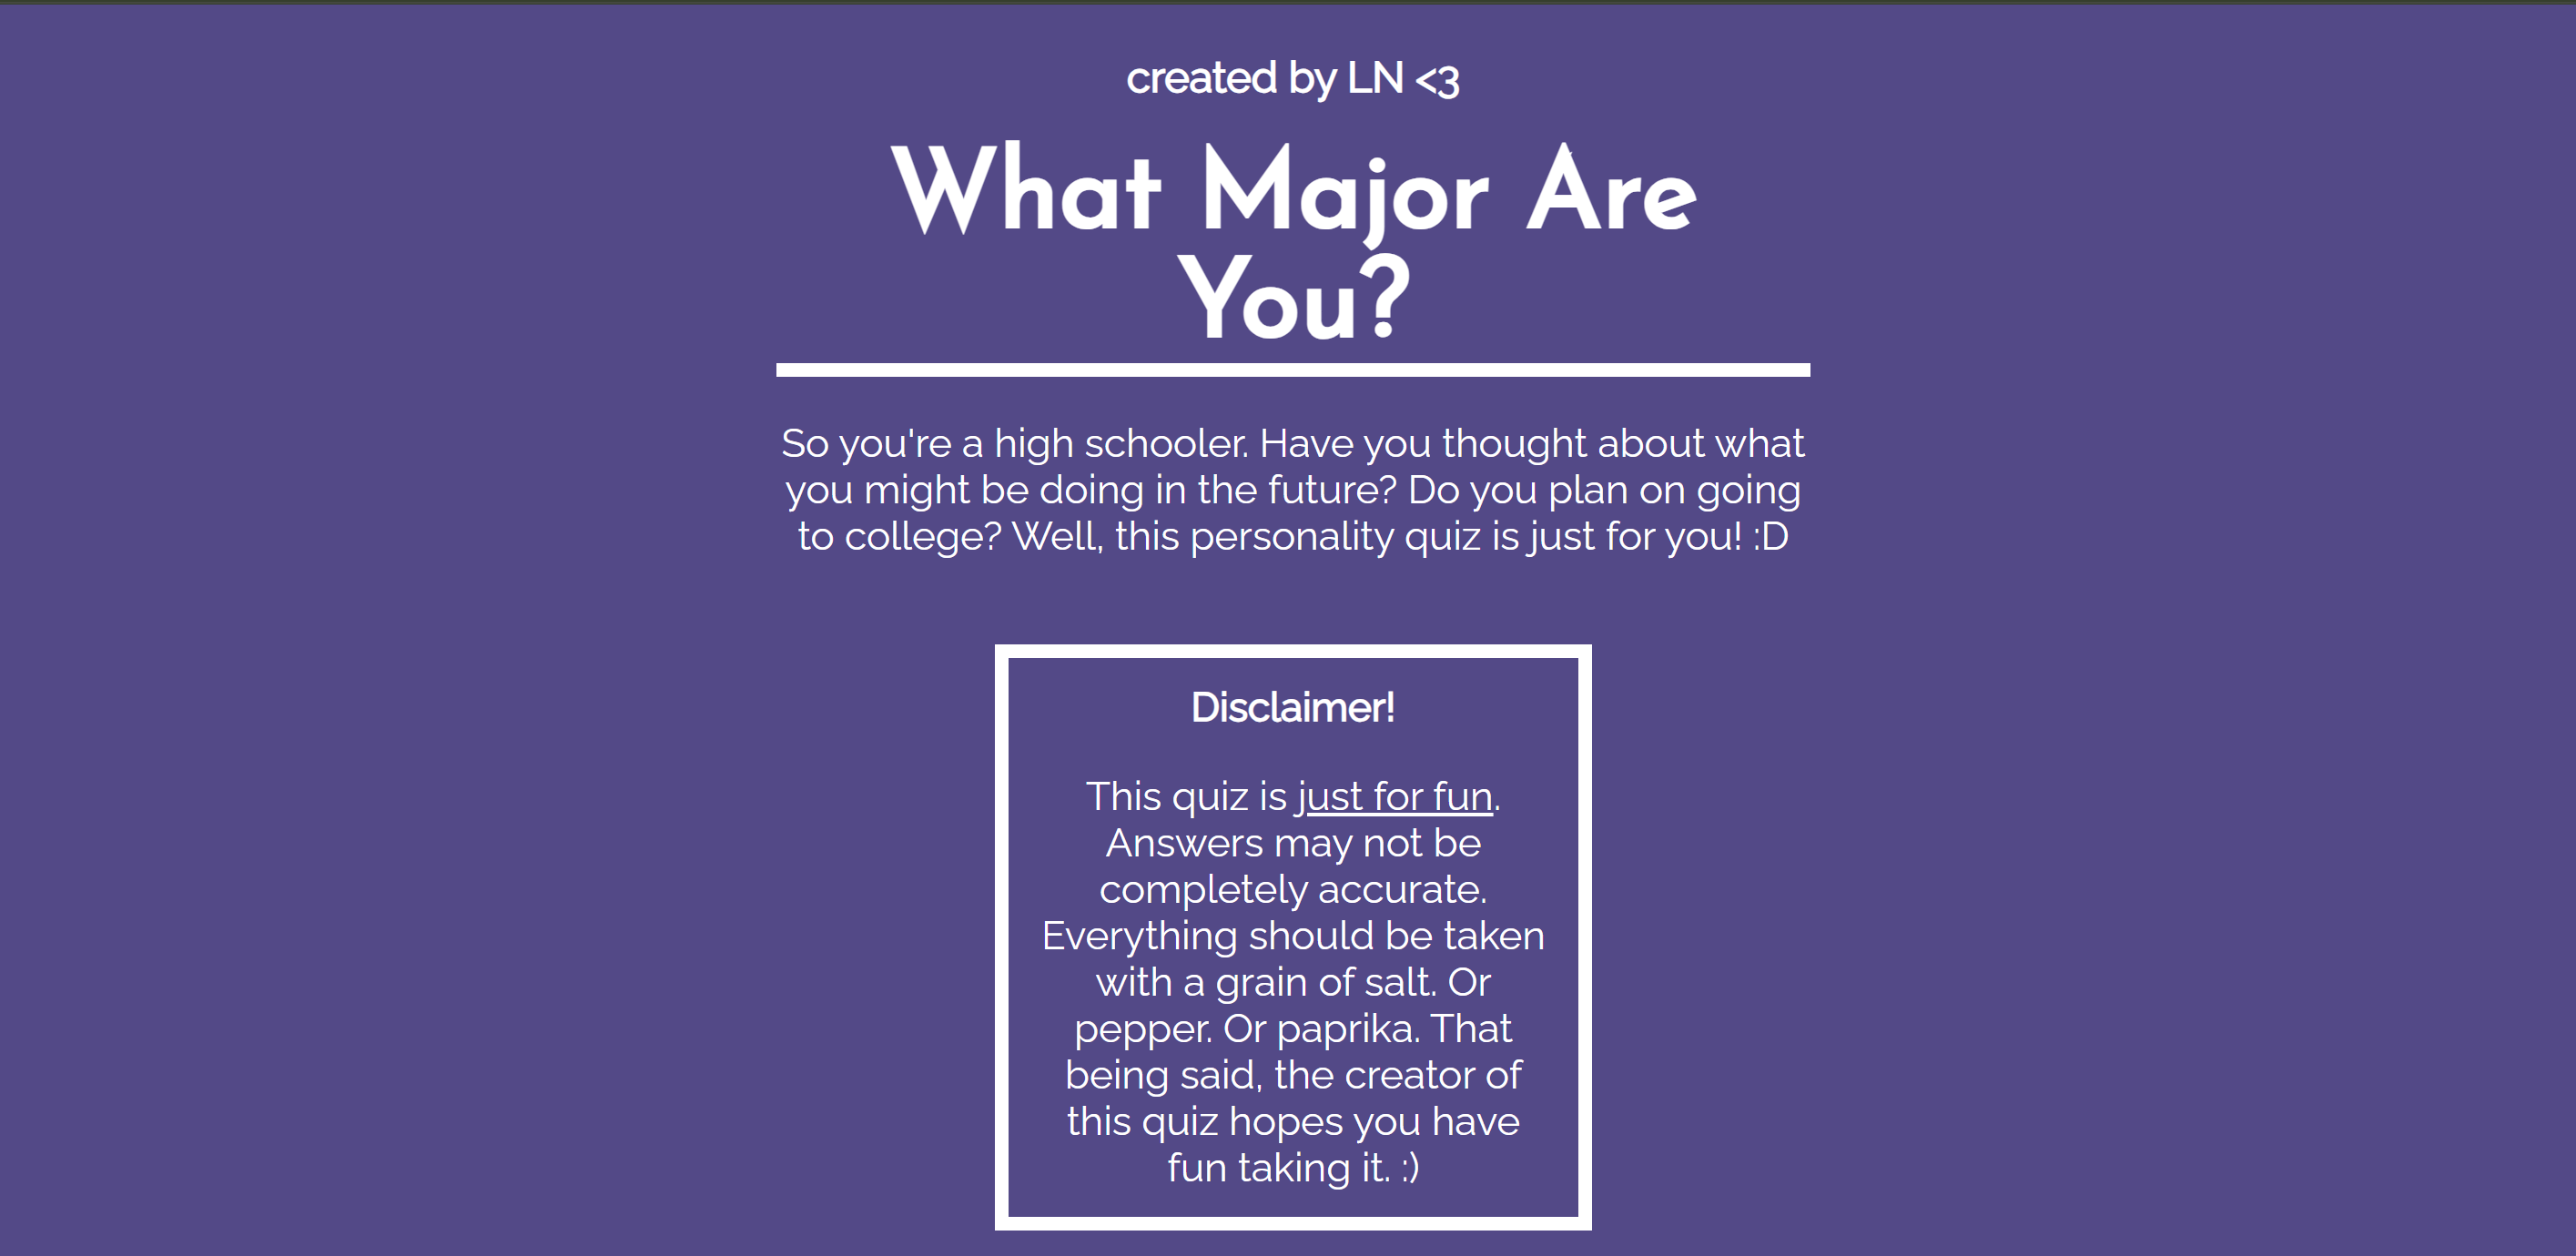 created by LN <3
What Major Are
You?
So you're a high schooler. Have you thought about what
you might be doing in the future? Do you plan on going
to college? Well, this personality quiz is just for you! :D
Disclaimer!
This quiz is just for fun.
Answers may not be
completely accurate.
Everything should be taken
with a grain of salt. Or
pepper. Or paprika. That
being said, the creator of
this quiz hopes you have
fun taking it. :)